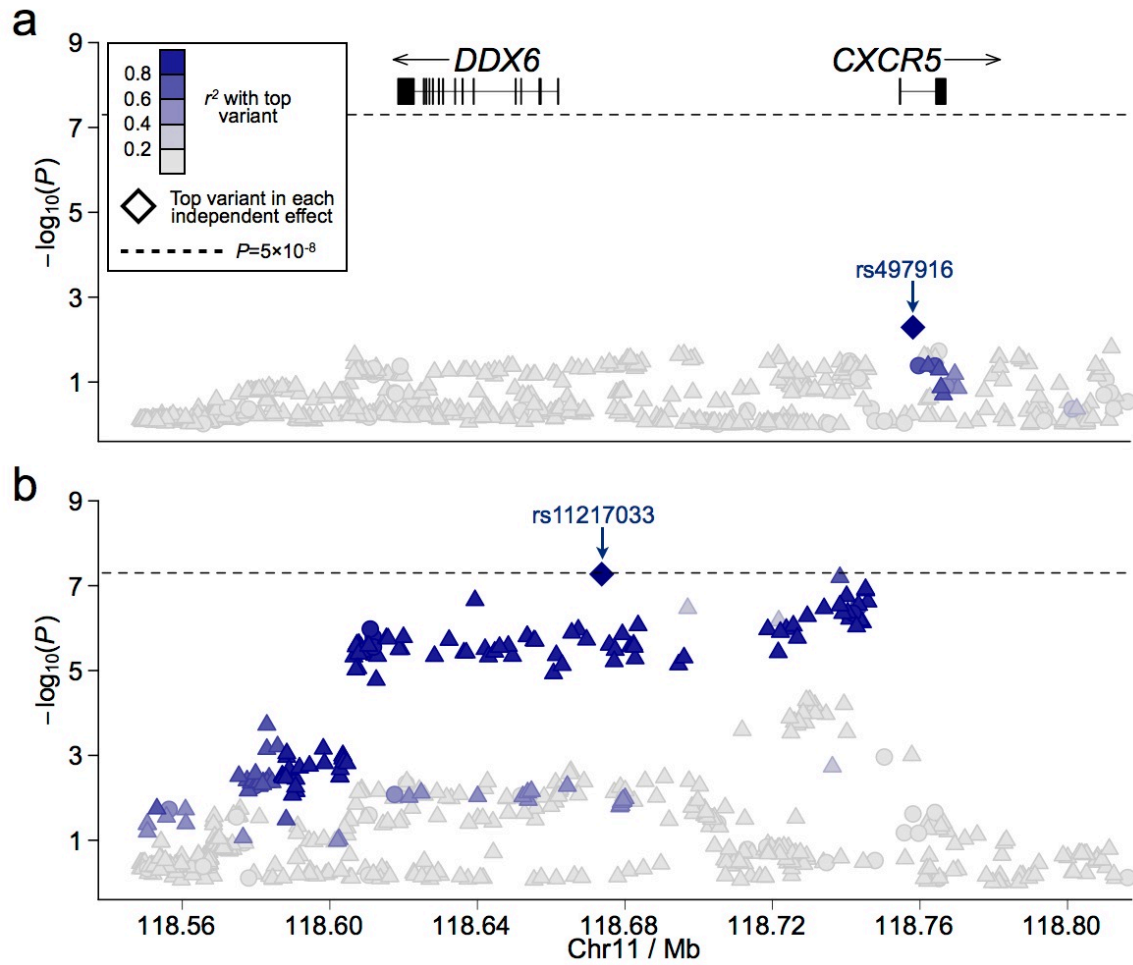 a
9
7
5
3
1
−log₁₀(P)
0.8
0.6
0.4
0.2
r² with top
variant
Top variant in each
independent effect
P=5×10⁻⁸
DDX6
CXCR5
rs497916
b
9
7
5
3
1
−log₁₀(P)
rs11217033
118.56 118.60 118.64 118.68 118.72 118.76 118.80
Chr11 / Mb